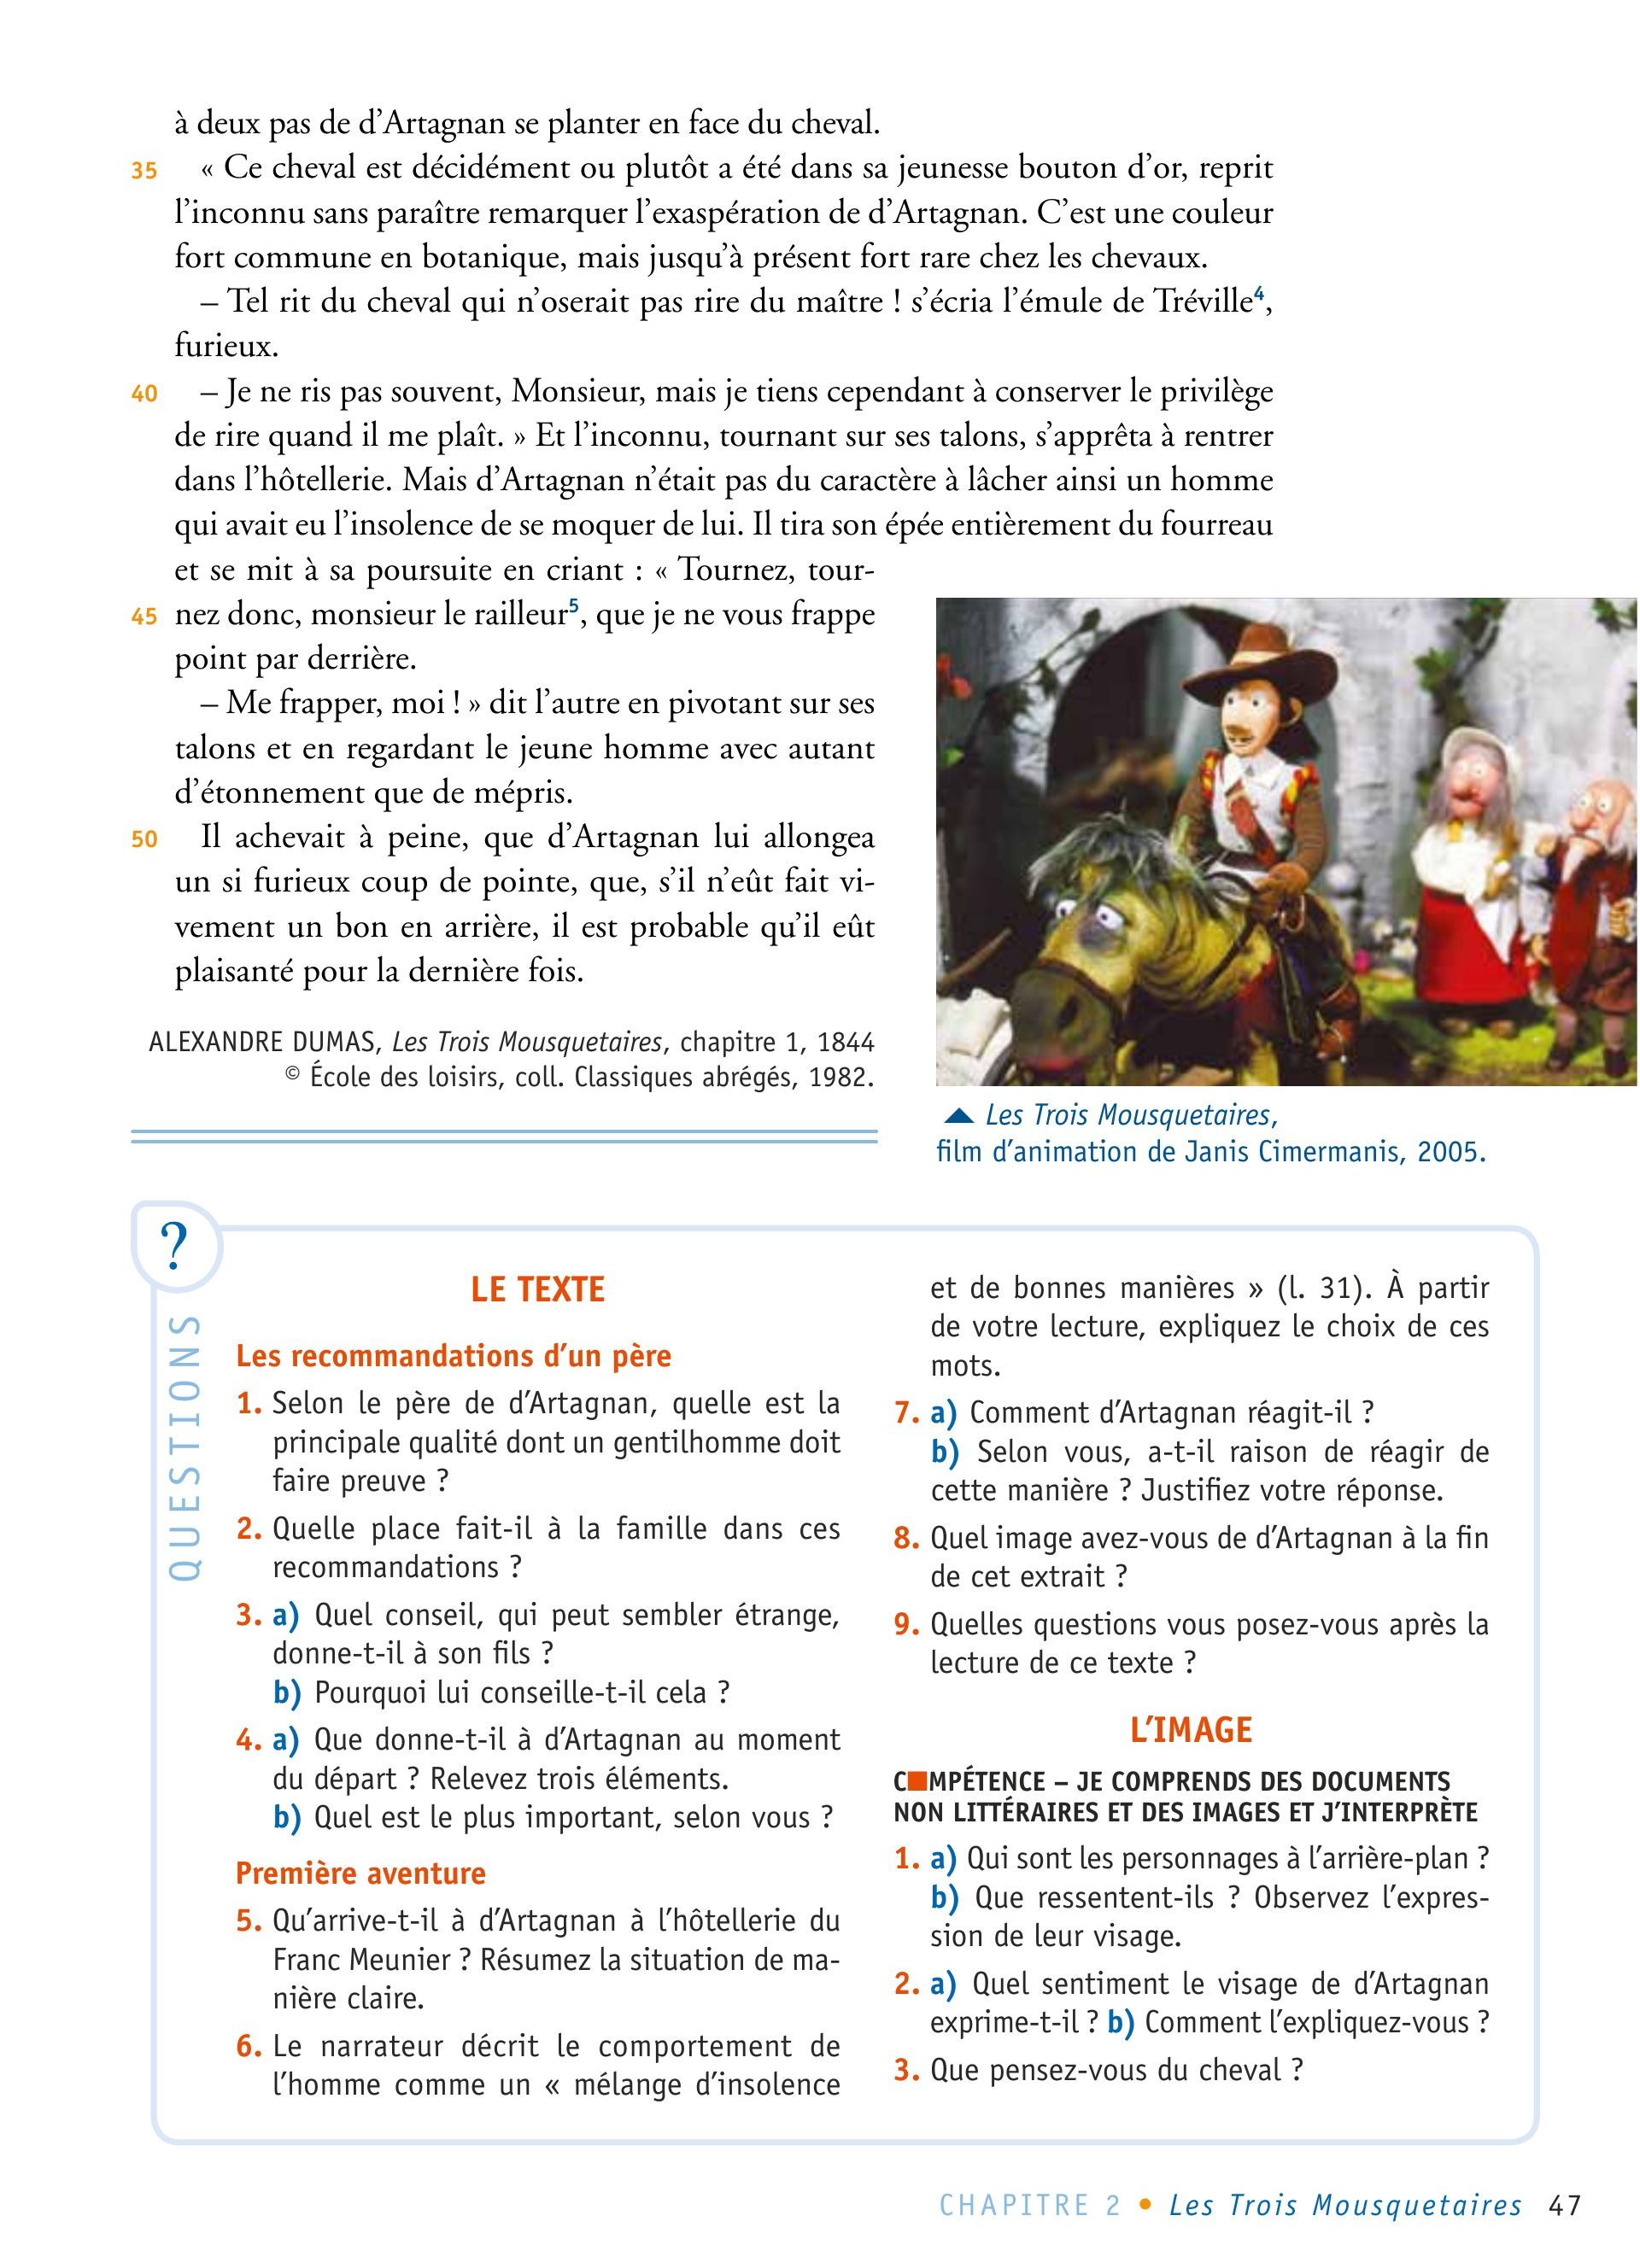 à deux pas de d'Artagnan se planter en face du cheval.
35 « Ce cheval est décidément ou plutôt a été dans sa jeunesse bouton d'or, reprit
l'inconnu sans paraître remarquer l'exaspération de d'Artagnan. C'est une couleur
fort commune en botanique, mais jusqu'à présent fort rare chez les chevaux.
– Tel rit du cheval qui n'oserait pas rire du maître ! s'écria l'émule de Tréville4,
furieux.
40 – Je ne ris pas souvent, Monsieur, mais je tiens cependant à conserver le privilège
de rire quand il me plaît. » Et l'inconnu, tournant sur ses talons, s'apprêta à rentrer
dans l'hôtellerie. Mais d'Artagnan n'était pas du caractère à lâcher ainsi un homme
qui avait eu l'insolence de se moquer de lui. Il tira son épée entièrement du fourreau
et se mit à sa poursuite en criant : « Tournez, tour-
45 nez donc, monsieur le railleur5, que je ne vous frappe
point par derrière.
– Me frapper, moi ! » dit l'autre en pivotant sur ses
talons et en regardant le jeune homme avec autant
d'étonnement que de mépris.
50 Il achevait à peine, que d'Artagnan lui allongea
un si furieux coup de pointe, que, s'il n'eût fait vi-
vement un bon en arrière, il est probable qu'il eût
plaisanté pour la dernière fois.
ALEXANDRE DUMAS, Les Trois Mousquetaires, chapitre 1, 1844
© École des loisirs, coll. Classiques abrégés, 1982.
▲ Les Trois Mousquetaires,
film d'animation de Janis Cimermanis, 2005.
?
QUESTIONS
LE TEXTE
Les recommandations d'un père
1. Selon le père de d'Artagnan, quelle est la
principale qualité dont un gentilhomme doit
faire preuve ?
2. Quelle place fait-il à la famille dans ces
recommandations ?
3. a) Quel conseil, qui peut sembler étrange,
donne-t-il à son fils ?
b) Pourquoi lui conseille-t-il cela ?
4. a) Que donne-t-il à d'Artagnan au moment
du départ ? Relevez trois éléments.
b) Quel est le plus important, selon vous ?
Première aventure
5. Qu'arrive-t-il à d'Artagnan à l'hôtellerie du
Franc Meunier ? Résumez la situation de ma-
nière claire.
6. Le narrateur décrit le comportement de
l'homme comme un « mélange d'insolence
et de bonnes manières » (l. 31). À partir
de votre lecture, expliquez le choix de ces
mots.
7. a) Comment d'Artagnan réagit-il ?
b) Selon vous, a-t-il raison de réagir de
cette manière ? Justifiez votre réponse.
8. Quel image avez-vous de d'Artagnan à la fin
de cet extrait ?
9. Quelles questions vous posez-vous après la
lecture de ce texte ?
L'IMAGE
C■MPÉTENCE – JE COMPRENDS DES DOCUMENTS
NON LITTÉRAIRES ET DES IMAGES ET J'INTERPRÈTE
1. a) Qui sont les personnages à l'arrière-plan ?
b) Que ressentent-ils ? Observez l'expres-
sion de leur visage.
2. a) Quel sentiment le visage de d'Artagnan
exprime-t-il ? b) Comment l'expliquez-vous ?
3. Que pensez-vous du cheval ?
CHAPITRE 2 • Les Trois Mousquetaires 47